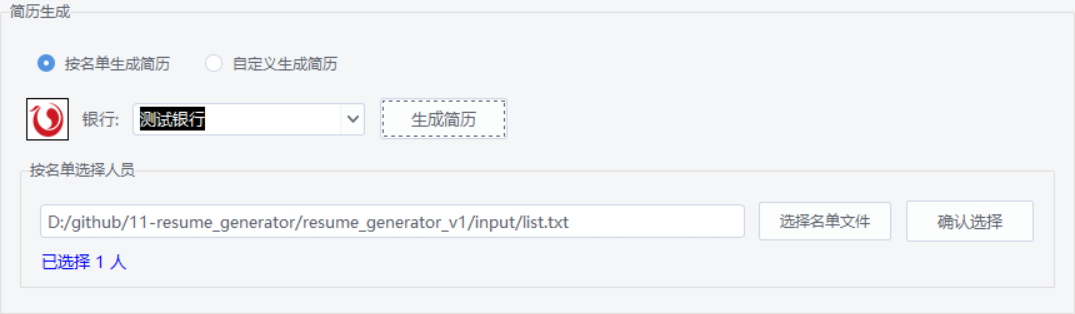 简历生成
按名单生成简历 自定义生成简历
银行: 测试银行 生成简历
按名单选择人员
D:/github/11-resume_generator/resume_generator_v1/input/list.txt 选择名单文件 确认选择
已选择 1 人